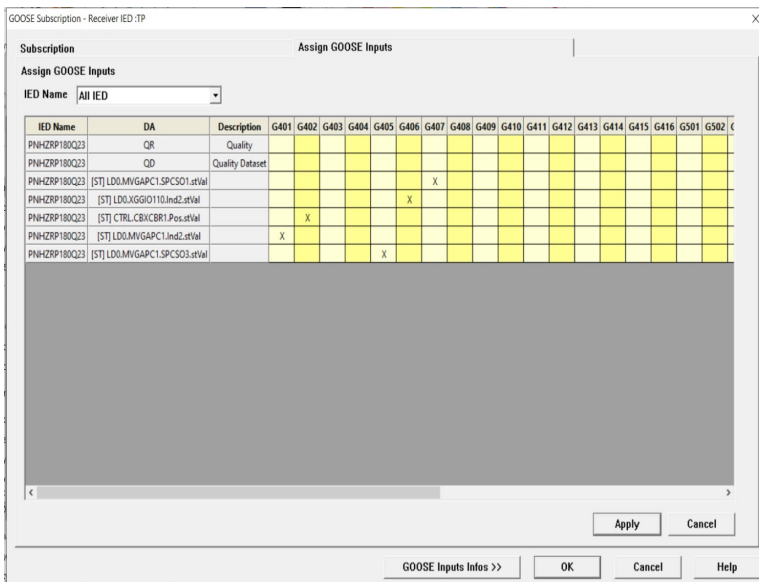 GOOSE Subscription - Receiver IED :TP
Subscription Assign GOOSE Inputs
Assign GOOSE Inputs
IED Name All IED
IED Name DA Description G401 G402 G403 G404 G405 G406 G407 G408 G409 G410 G411 G412 G413 G414 G415 G416 G501 G502
PNHZRP180Q23 QR Quality
PNHZRP180Q23 QD Quality Dataset
PNHZRP180Q23 [ST] LD0.MVGAPC1.SPCSO1.stVal X
PNHZRP180Q23 [ST] LD0.XGGIO110.Ind2.stVal X
PNHZRP180Q23 [ST] CTRL.CBXCBR1.Pos.stVal X
PNHZRP180Q23 [ST] LD0.MVGAPC1.Ind2.stVal X
PNHZRP180Q23 [ST] LD0.MVGAPC1.SPCSO3.stVal X
Apply Cancel
GOOSE Inputs Infos >> OK Cancel Help